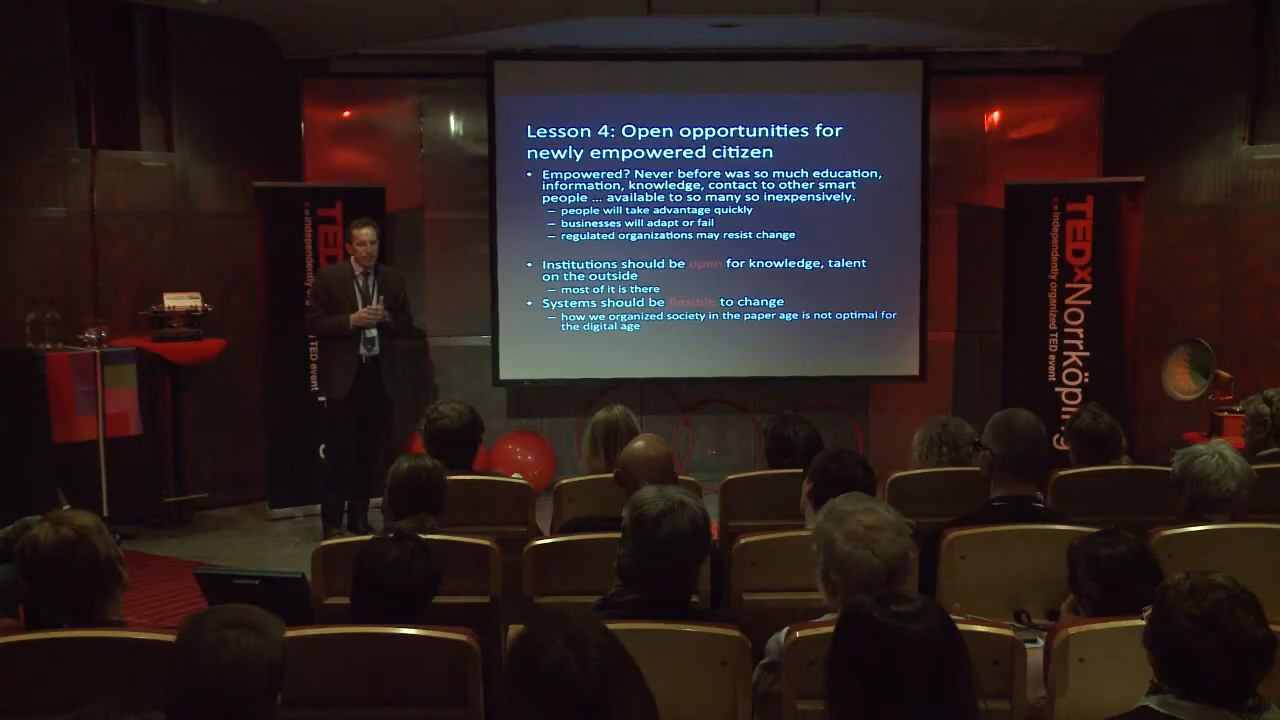 Lesson 4: Open opportunities for
newly empowered citizen
• Empowered? Never before was so much education,
information, knowledge, contact to other smart
people ... available to so many so inexpensively.
– people will take advantage quickly
– businesses will adapt or fail
– regulated organizations may resist change
• Institutions should be open for knowledge, talent
on the outside
– most of it is there
• Systems should be flexible to change
– how we organized society in the paper age is not optimal for
the digital age
TEDxNorrköping
x = independently organized TED event
TED
x = independently
TED event